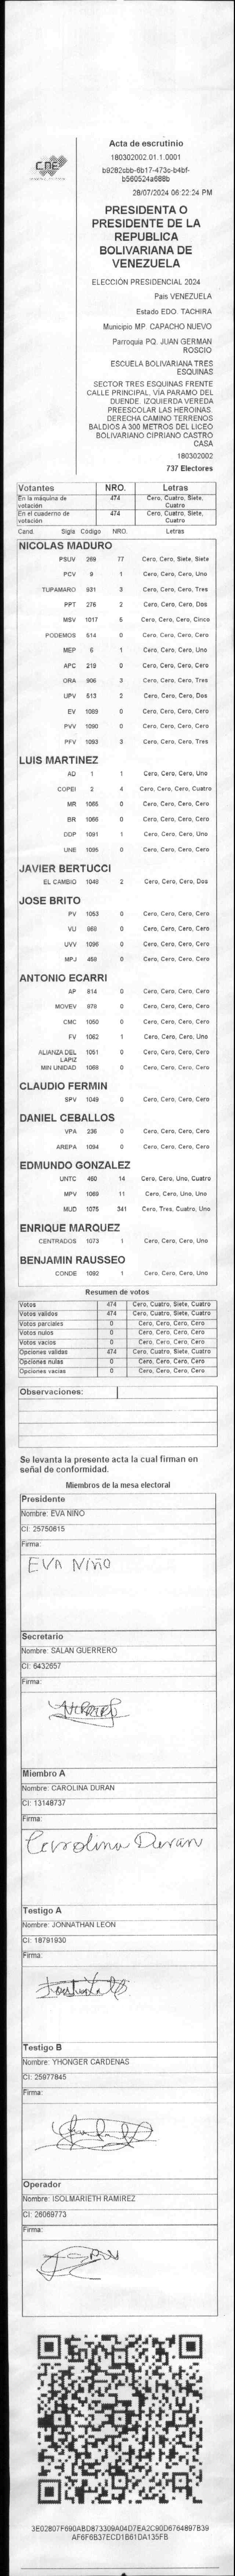 CNE
Acta de escrutinio
180302002.01.1.0001
b9282cbb-6b17-473c-b4bf-
b560524a688b
28/07/2024 06:22:24 PM
PRESIDENTA O
PRESIDENTE DE LA
REPUBLICA
BOLIVARIANA DE
VENEZUELA
ELECCIÓN PRESIDENCIAL 2024
País VENEZUELA
Estado EDO. TACHIRA
Municipio MP. CAPACHO NUEVO
Parroquia PQ. JUAN GERMAN
ROSCIO
ESCUELA BOLIVARIANA TRES
ESQUINAS
SECTOR TRES ESQUINAS FRENTE
CALLE PRINCIPAL, VIA PARAMO DEL
DUENDE. IZQUIERDA VEREDA
PREESCOLAR LAS HEROINAS.
DERECHA CAMINO TERRENOS
BALDIOS A 300 METROS DEL LICEO
BOLIVARIANO CIPRIANO CASTRO
CASA
180302002
737 Electores
Votantes NRO. Letras
En la máquina de votación 474 Cero, Cuatro, Siete, Cuatro
En el cuaderno de votación 474 Cero, Cuatro, Siete, Cuatro
Cand. Sigla Código NRO. Letras
NICOLAS MADURO
PSUV 269 77 Cero, Cero, Siete, Siete
PCV 9 1 Cero, Cero, Cero, Uno
TUPAMARO 931 3 Cero, Cero, Cero, Tres
PPT 276 2 Cero, Cero, Cero, Dos
MSV 1017 5 Cero, Cero, Cero, Cinco
PODEMOS 514 0 Cero, Cero, Cero, Cero
MEP 6 1 Cero, Cero, Cero, Uno
APC 219 0 Cero, Cero, Cero, Cero
ORA 906 3 Cero, Cero, Cero, Tres
UPV 513 2 Cero, Cero, Cero, Dos
EV 1089 0 Cero, Cero, Cero, Cero
PVV 1090 0 Cero, Cero, Cero, Cero
PFV 1093 3 Cero, Cero, Cero, Tres
LUIS MARTINEZ
AD 1 1 Cero, Cero, Cero, Uno
COPEI 2 4 Cero, Cero, Cero, Cuatro
MR 1065 0 Cero, Cero, Cero, Cero
BR 1066 0 Cero, Cero, Cero, Cero
DDP 1091 1 Cero, Cero, Cero, Uno
UNE 1095 0 Cero, Cero, Cero, Cero
JAVIER BERTUCCI
EL CAMBIO 1048 2 Cero, Cero, Cero, Dos
JOSE BRITO
PV 1053 0 Cero, Cero, Cero, Cero
VU 968 0 Cero, Cero, Cero, Cero
UVV 1096 0 Cero, Cero, Cero, Cero
MPJ 459 0 Cero, Cero, Cero, Cero
ANTONIO ECARRI
AP 814 0 Cero, Cero, Cero, Cero
MOVEV 979 0 Cero, Cero, Cero, Cero
CMC 1050 0 Cero, Cero, Cero, Cero
FV 1062 1 Cero, Cero, Cero, Uno
ALIANZA DEL LAPIZ 1051 0 Cero, Cero, Cero, Cero
MIN UNIDAD 1068 0 Cero, Cero, Cero, Cero
CLAUDIO FERMIN
SPV 1049 0 Cero, Cero, Cero, Cero
DANIEL CEBALLOS
VPA 236 0 Cero, Cero, Cero, Cero
AREPA 1094 0 Cero, Cero, Cero, Cero
EDMUNDO GONZALEZ
UNTC 460 14 Cero, Cero, Uno, Cuatro
MPV 1069 11 Cero, Cero, Uno, Uno
MUD 1075 341 Cero, Tres, Cuatro, Uno
ENRIQUE MARQUEZ
CENTRADOS 1073 1 Cero, Cero, Cero, Uno
BENJAMIN RAUSSEO
CONDE 1092 1 Cero, Cero, Cero, Uno
Resumen de votos
Votos 474 Cero, Cuatro, Siete, Cuatro
Votos validos 474 Cero, Cuatro, Siete, Cuatro
Votos parciales 0 Cero, Cero, Cero, Cero
Votos nulos 0 Cero, Cero, Cero, Cero
Votos vacios 0 Cero, Cero, Cero, Cero
Opciones validas 474 Cero, Cuatro, Siete, Cuatro
Opciones nulas 0 Cero, Cero, Cero, Cero
Opciones vacias 0 Cero, Cero, Cero, Cero
Observaciones:
Se levanta la presente acta la cual firman en
señal de conformidad.
Miembros de la mesa electoral
Presidente
Nombre: EVA NIÑO
CI: 25750615
Firma:
EVA NIÑO
Secretario
Nombre: SALAN GUERRERO
CI: 6432657
Firma:
Miembro A
Nombre: CAROLINA DURAN
CI: 13148737
Firma:
Carolina Duran
Testigo A
Nombre: JONNATHAN LEON
CI: 18791930
Firma:
Testigo B
Nombre: YHONGER CARDENAS
CI: 25977845
Firma:
Operador
Nombre: ISOLMARIETH RAMIREZ
CI: 26069773
Firma:
3E02807F690ABD873309A04D7EA2C90D6764897B39
AF6F6B37ECD1B61DA135FB